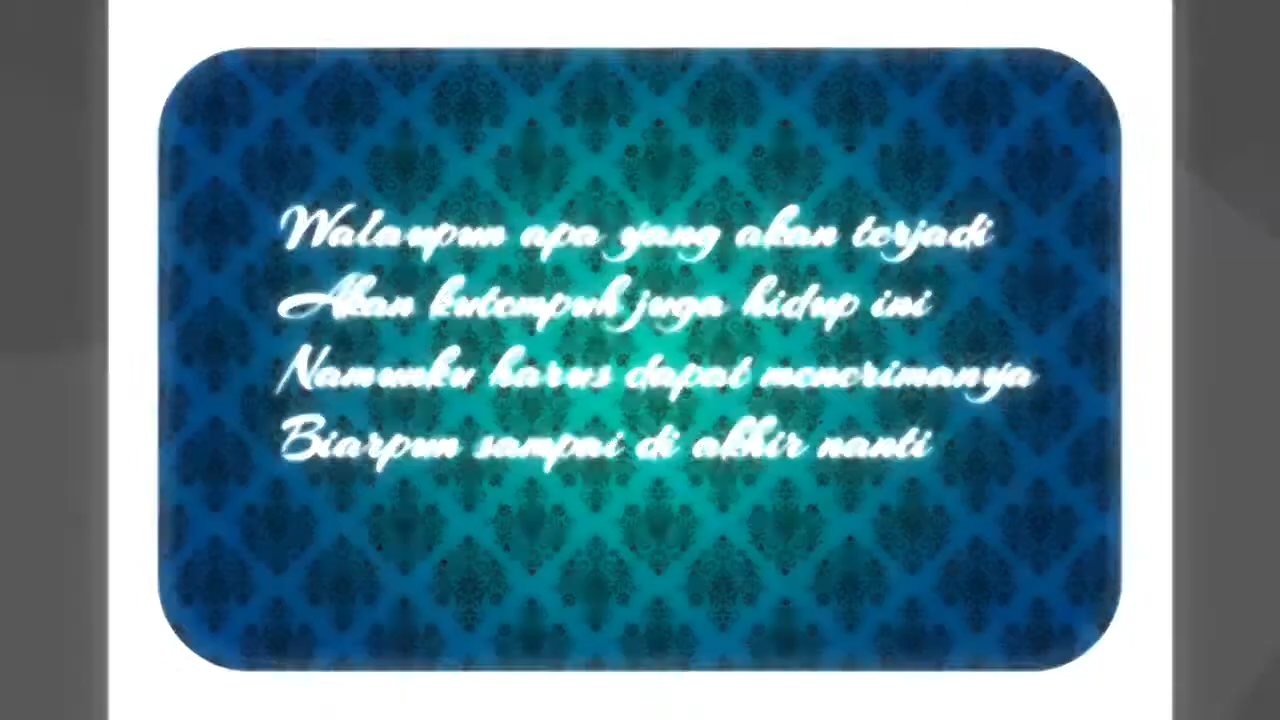 Walaupun apa yang akan terjadi
Akan kutempuh juga hidup ini
Namunku harus dapat menerimanya
Biarpun sampai di akhir nanti